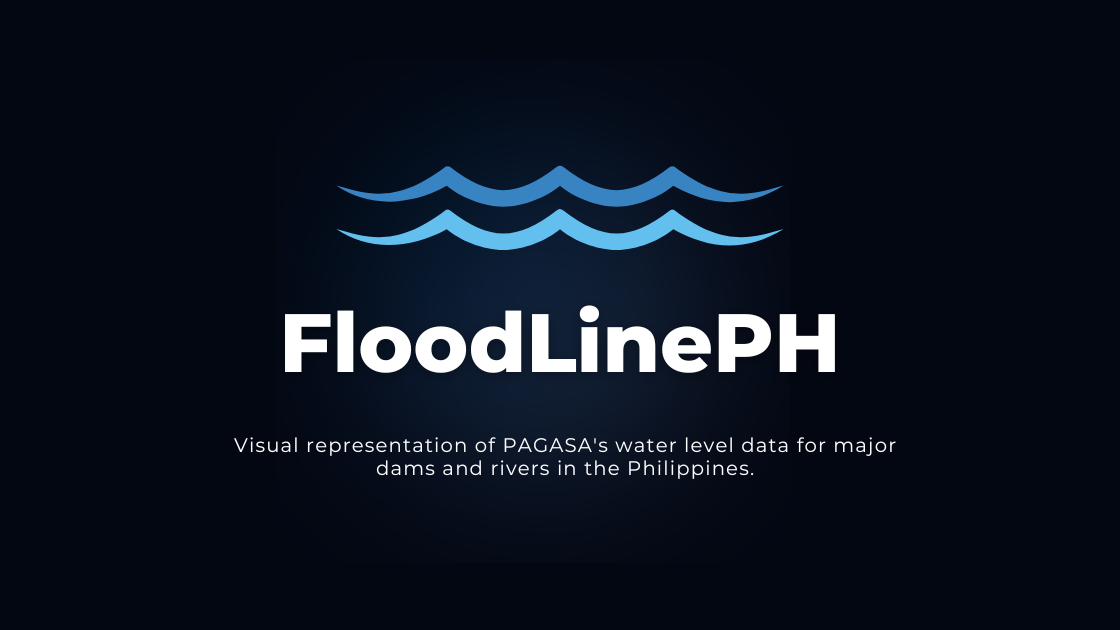 FloodLinePH
Visual representation of PAGASA's water level data for major
dams and rivers in the Philippines.